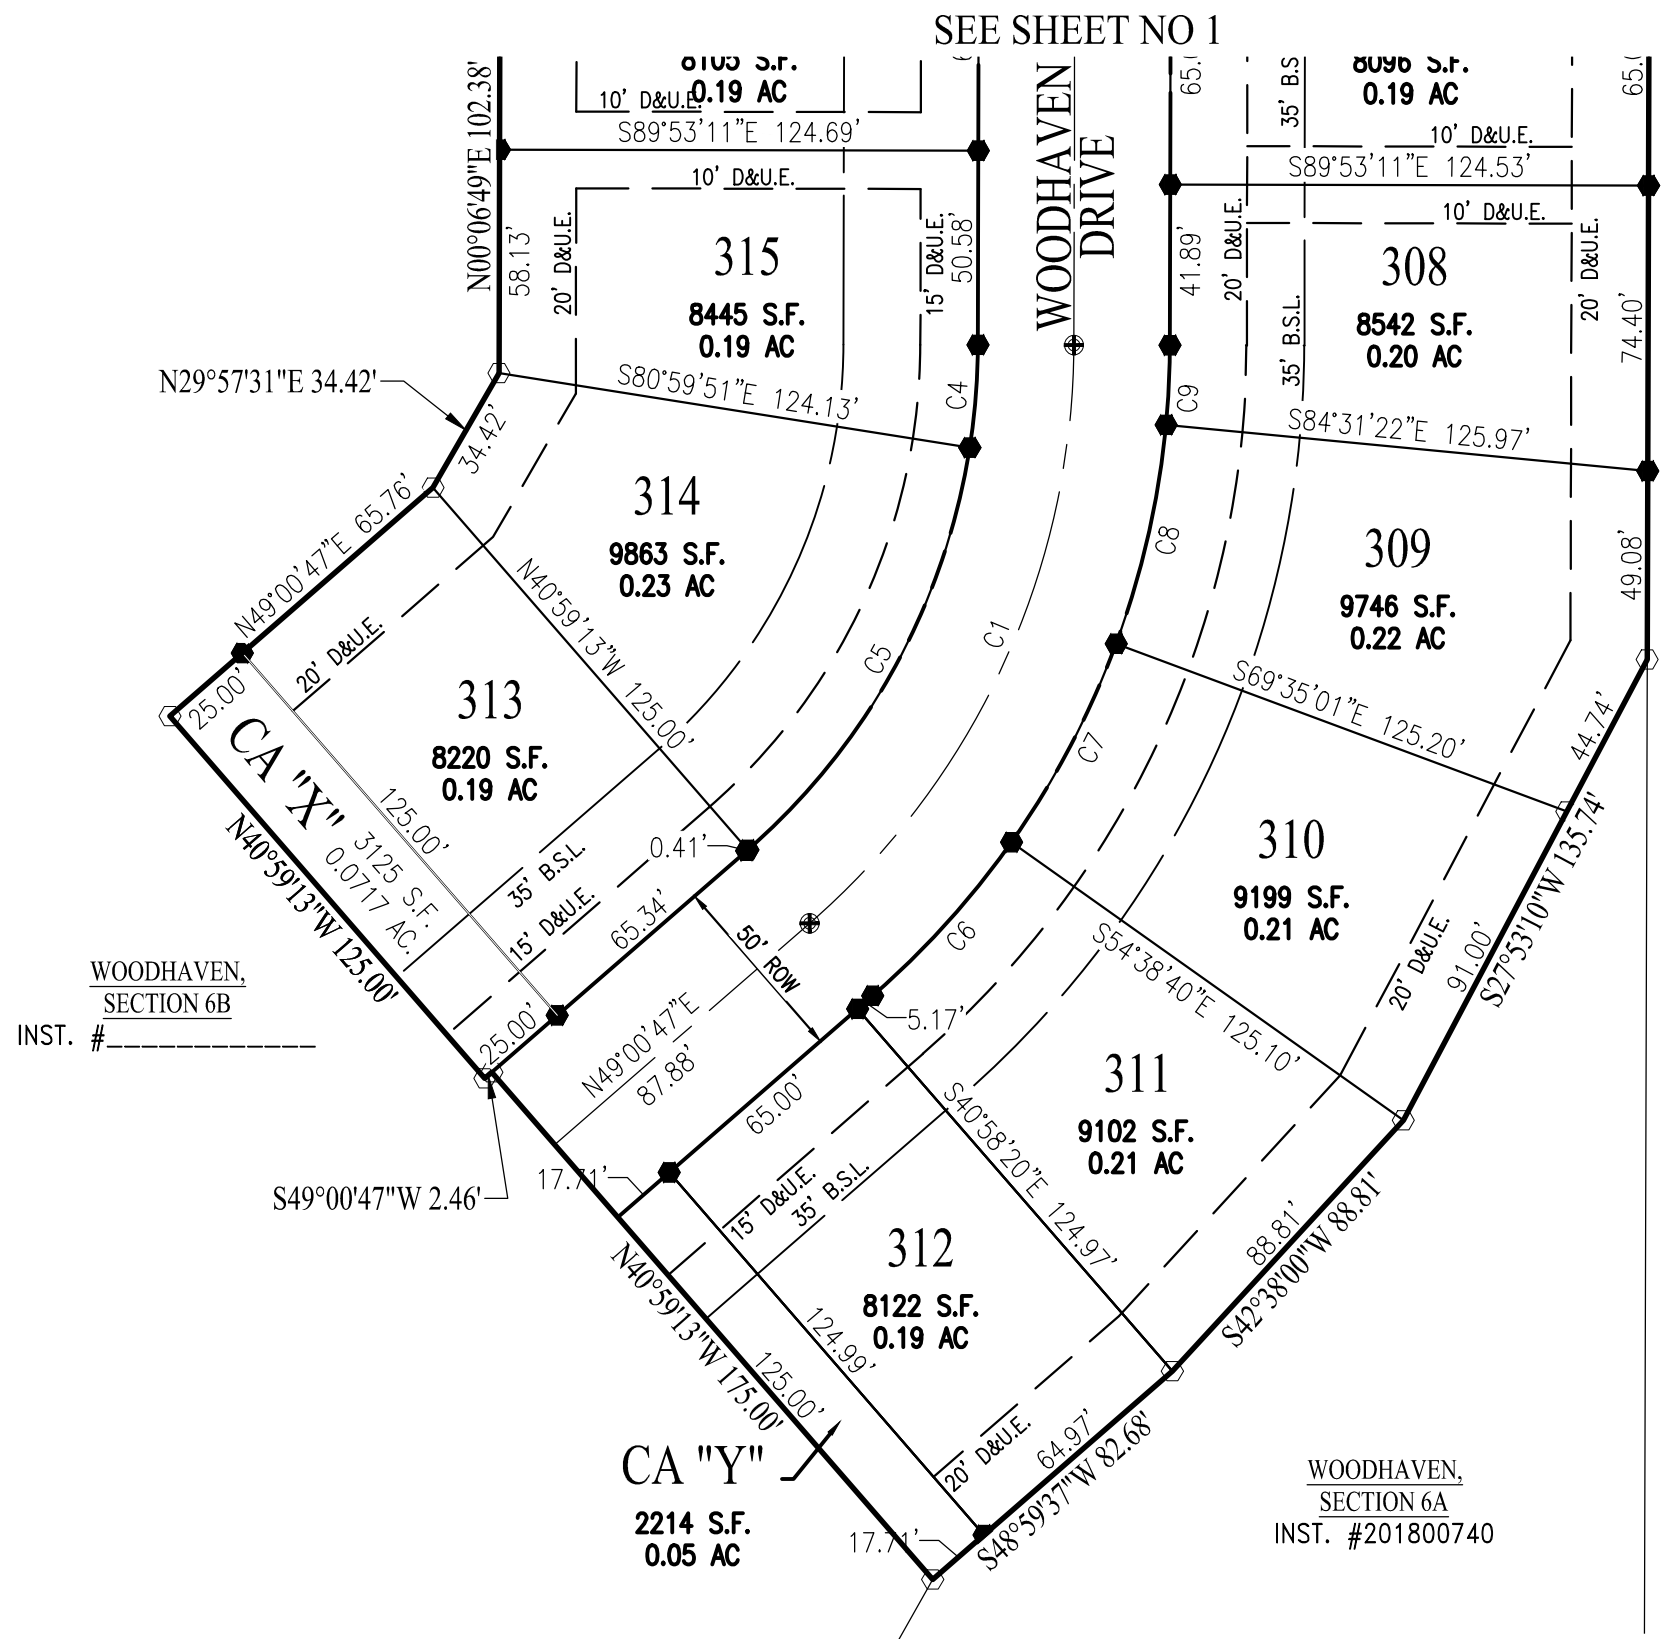 SEE SHEET NO 1
8105 S.F.
0.19 AC
10' D&U.E.
S89°53'11"E 124.69'
10' D&U.E.
N00°06'49"E 102.38'
58.13'
20' D&U.E.
315
8445 S.F.
0.19 AC
15' D&U.E.
50.58'
WOODHAVEN
DRIVE
65.
35' B.S
8096 S.F.
0.19 AC
65.
10' D&U.E.
S89°53'11"E 124.53'
10' D&U.E.
41.89'
20' D&U.E.
35' B.S.L.
308
8542 S.F.
0.20 AC
20' D&U.E.
74.40'
N29°57'31"E 34.42'
34.42'
S80°59'51"E 124.13'
C4
C9
S84°31'22"E 125.97'
314
9863 S.F.
0.23 AC
N49°00'47"E 65.76'
N40°59'13"W 125.00'
C5
C1
C8
309
9746 S.F.
0.22 AC
49.08'
20' D&U.E.
25.00'
313
8220 S.F.
0.19 AC
S69°35'01"E 125.20'
44.74'
C7
CA "X"
3125 S.F.
0.0717 AC.
125.00'
N40°59'13"W 125.00'
35' B.S.L.
15' D&U.E.
0.41'
65.34'
50' ROW
310
9199 S.F.
0.21 AC
S27°53'10"W 135.74'
91.00'
20' D&U.E.
C6
S54°38'40"E 125.10'
WOODHAVEN,
SECTION 6B
INST. #____________
25.00'
N49°00'47"E
87.88'
5.17'
S49°00'47"W 2.46'
17.71'
65.00'
311
9102 S.F.
0.21 AC
S40°58'20"E 124.97'
15' D&U.E.
35' B.S.L.
88.81'
S42°38'00"W 88.81'
312
8122 S.F.
0.19 AC
N40°59'13"W 175.00'
125.00'
124.99'
CA "Y"
2214 S.F.
0.05 AC
20' D&U.E.
64.97'
S48°59'37"W 82.68'
17.71'
WOODHAVEN,
SECTION 6A
INST. #201800740